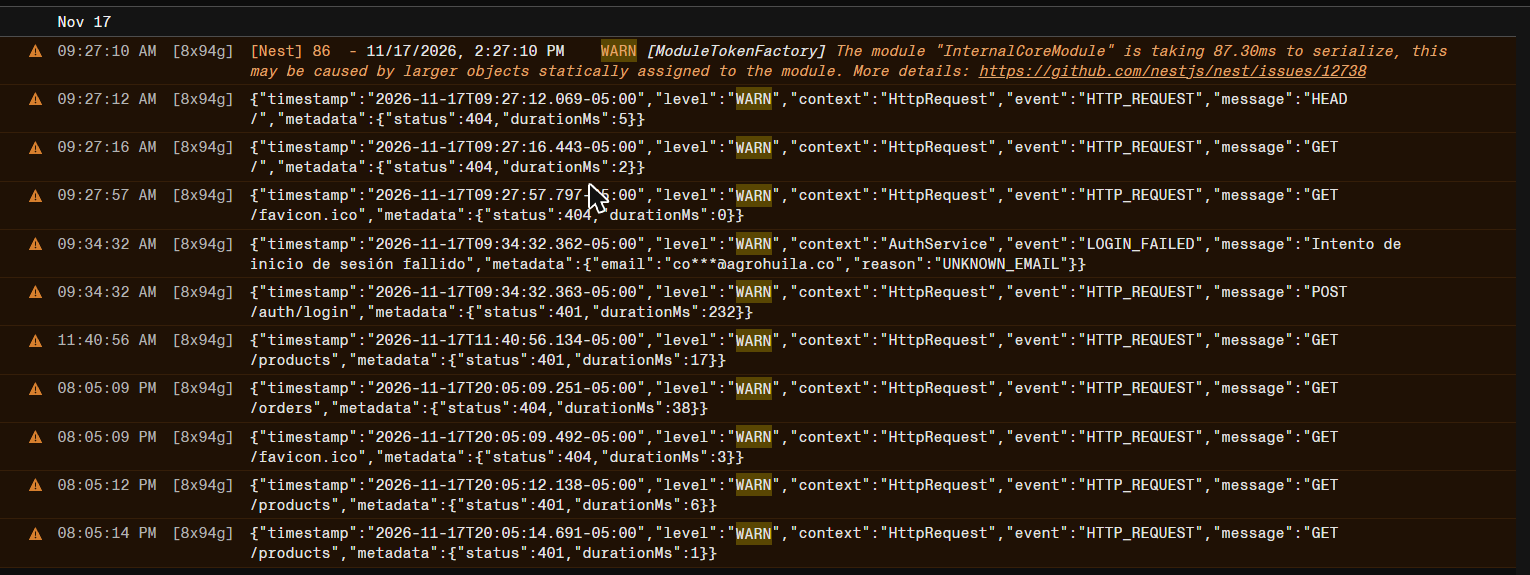 Nov 17
09:27:10 AM [8x94g] [Nest] 86 - 11/17/2026, 2:27:10 PM WARN [ModuleTokenFactory] The module "InternalCoreModule" is taking 87.30ms to serialize, this
may be caused by larger objects statically assigned to the module. More details: https://github.com/nestjs/nest/issues/12738
09:27:12 AM [8x94g] {"timestamp":"2026-11-17T09:27:12.069-05:00","level":"WARN","context":"HttpRequest","event":"HTTP_REQUEST","message":"HEAD
/","metadata":{"status":404,"durationMs":5}}
09:27:16 AM [8x94g] {"timestamp":"2026-11-17T09:27:16.443-05:00","level":"WARN","context":"HttpRequest","event":"HTTP_REQUEST","message":"GET
/","metadata":{"status":404,"durationMs":2}}
09:27:57 AM [8x94g] {"timestamp":"2026-11-17T09:27:57.797-05:00","level":"WARN","context":"HttpRequest","event":"HTTP_REQUEST","message":"GET
/favicon.ico","metadata":{"status":404,"durationMs":0}}
09:34:32 AM [8x94g] {"timestamp":"2026-11-17T09:34:32.362-05:00","level":"WARN","context":"AuthService","event":"LOGIN_FAILED","message":"Intento de
inicio de sesión fallido","metadata":{"email":"co***@agrohuila.co","reason":"UNKNOWN_EMAIL"}}
09:34:32 AM [8x94g] {"timestamp":"2026-11-17T09:34:32.363-05:00","level":"WARN","context":"HttpRequest","event":"HTTP_REQUEST","message":"POST
/auth/login","metadata":{"status":401,"durationMs":232}}
11:40:56 AM [8x94g] {"timestamp":"2026-11-17T11:40:56.134-05:00","level":"WARN","context":"HttpRequest","event":"HTTP_REQUEST","message":"GET
/products","metadata":{"status":401,"durationMs":17}}
08:05:09 PM [8x94g] {"timestamp":"2026-11-17T20:05:09.251-05:00","level":"WARN","context":"HttpRequest","event":"HTTP_REQUEST","message":"GET
/orders","metadata":{"status":404,"durationMs":38}}
08:05:09 PM [8x94g] {"timestamp":"2026-11-17T20:05:09.492-05:00","level":"WARN","context":"HttpRequest","event":"HTTP_REQUEST","message":"GET
/favicon.ico","metadata":{"status":404,"durationMs":3}}
08:05:12 PM [8x94g] {"timestamp":"2026-11-17T20:05:12.138-05:00","level":"WARN","context":"HttpRequest","event":"HTTP_REQUEST","message":"GET
/products","metadata":{"status":401,"durationMs":6}}
08:05:14 PM [8x94g] {"timestamp":"2026-11-17T20:05:14.691-05:00","level":"WARN","context":"HttpRequest","event":"HTTP_REQUEST","message":"GET
/products","metadata":{"status":401,"durationMs":1}}